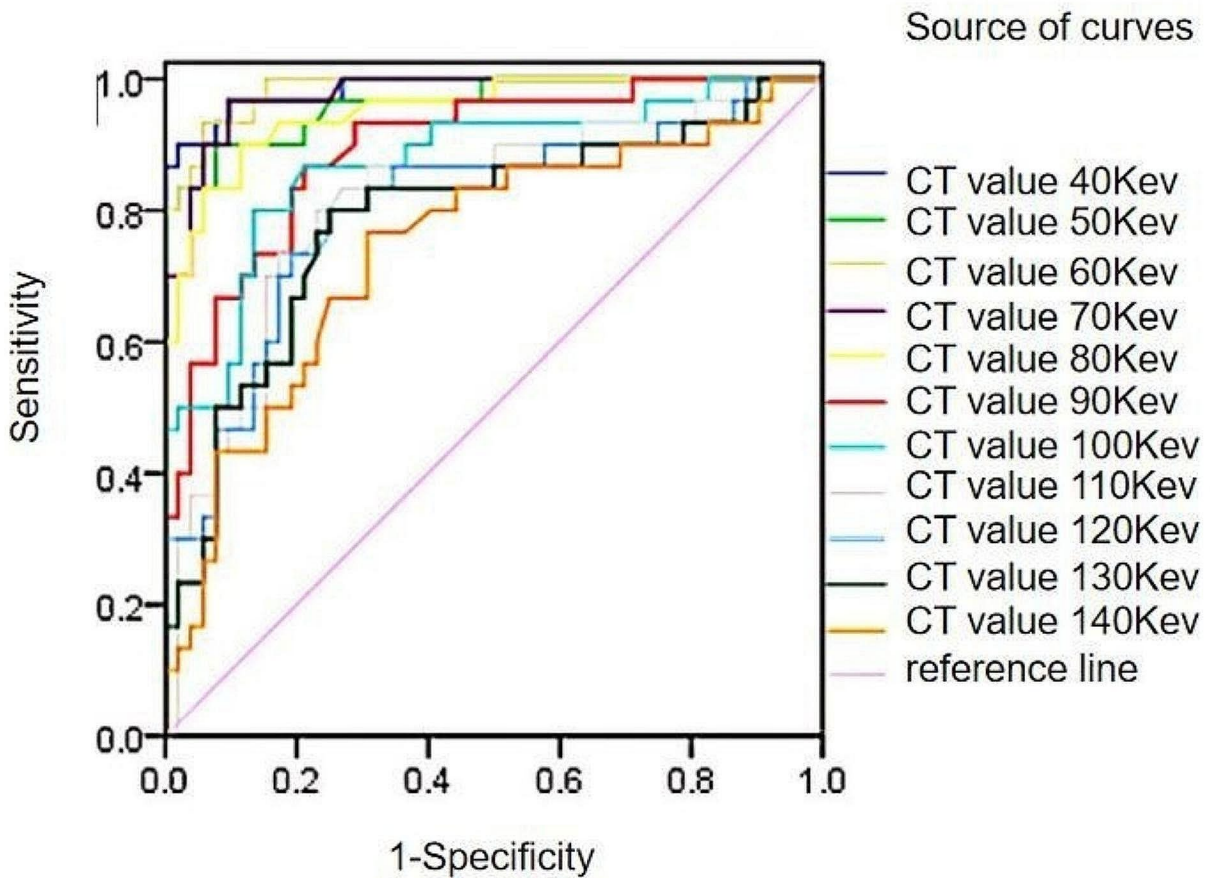 Source of curves
CT value 40Kev
CT value 50Kev
CT value 60Kev
CT value 70Kev
CT value 80Kev
CT value 90Kev
CT value 100Kev
CT value 110Kev
CT value 120Kev
CT value 130Kev
CT value 140Kev
reference line
Sensitivity
1.0
0.8
0.6
0.4
0.2
0.0
0.0 0.2 0.4 0.6 0.8 1.0
1-Specificity